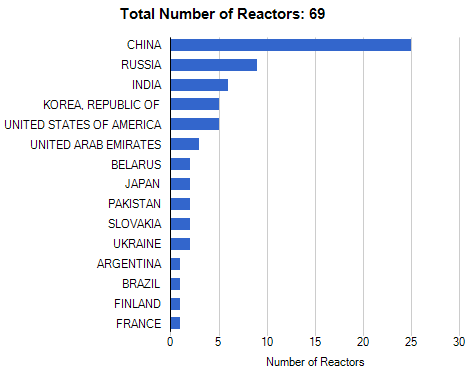 Total Number of Reactors: 69
CHINA
RUSSIA
INDIA
KOREA, REPUBLIC OF
UNITED STATES OF AMERICA
UNITED ARAB EMIRATES
BELARUS
JAPAN
PAKISTAN
SLOVAKIA
UKRAINE
ARGENTINA
BRAZIL
FINLAND
FRANCE
0 5 10 15 20 25 30
Number of Reactors